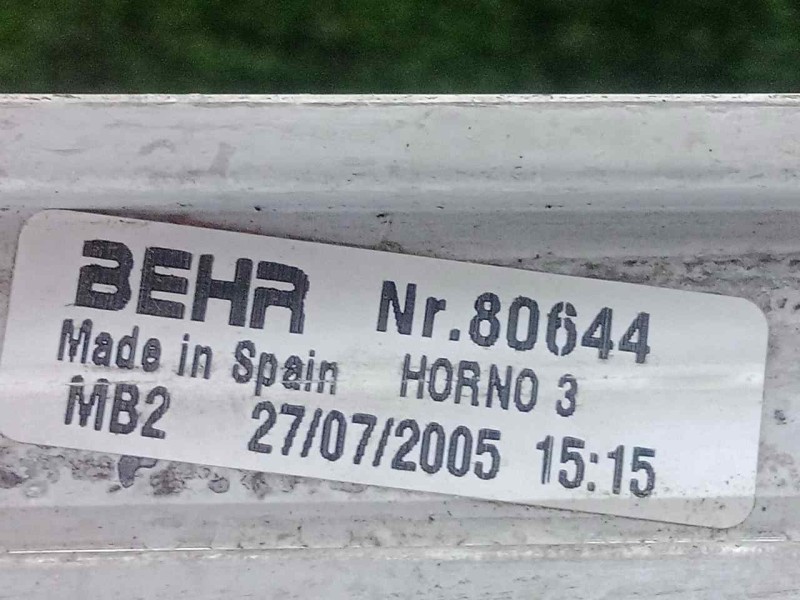 BEHR Nr.80644
Made in Spain HORNO 3
MB2 27/07/2005 15:15